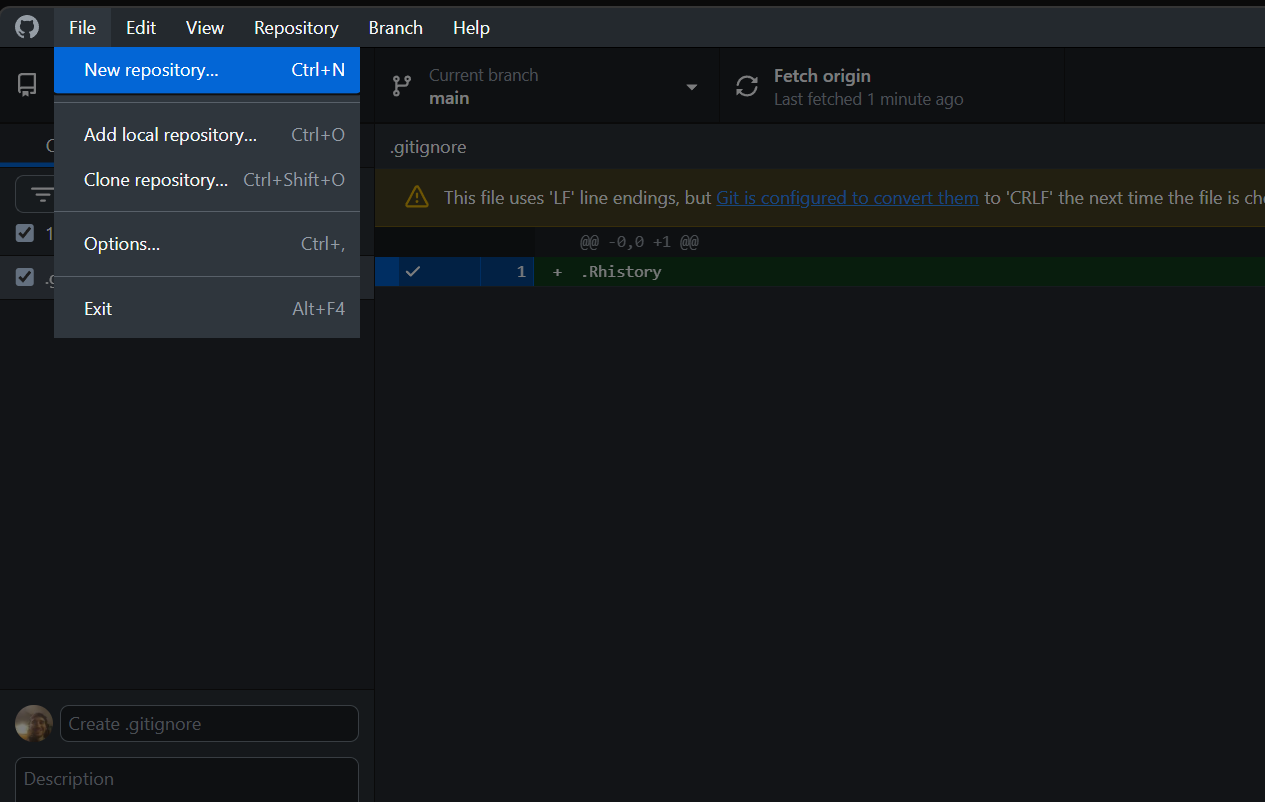 File Edit View Repository Branch Help
New repository... Ctrl+N
Add local repository... Ctrl+O
Clone repository... Ctrl+Shift+O
Options... Ctrl+,
Exit Alt+F4
Current branch
main
Fetch origin
Last fetched 1 minute ago
.gitignore
This file uses 'LF' line endings, but Git is configured to convert them to 'CRLF' the next time the file is
@@ -0,0 +1 @@
1 + .Rhistory
1
Create .gitignore
Description